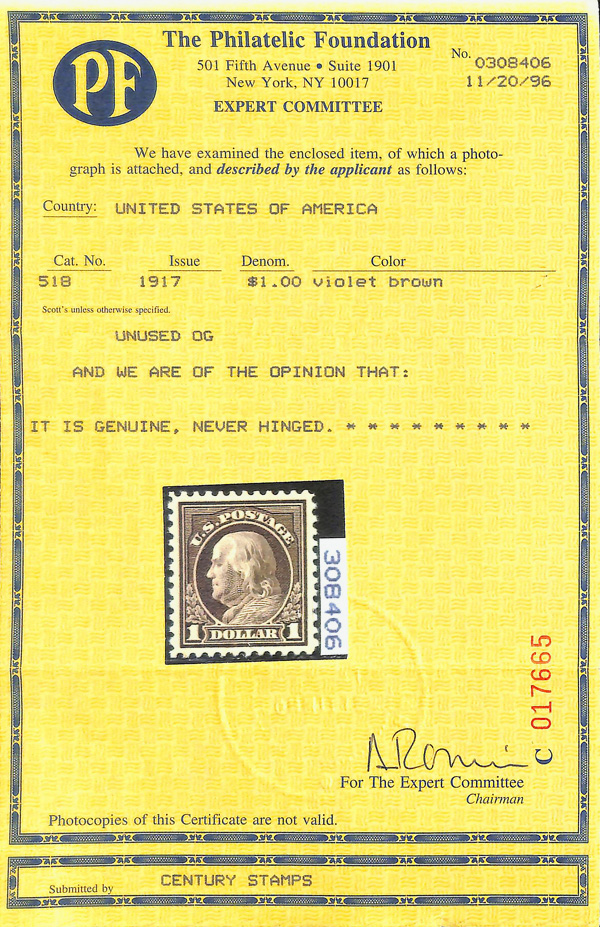 PF
The Philatelic Foundation
501 Fifth Avenue • Suite 1901
New York, NY 10017
EXPERT COMMITTEE
No. 0308406
11/20/96
We have examined the enclosed item, of which a photo-
graph is attached, and described by the applicant as follows:
Country: UNITED STATES OF AMERICA
Cat. No. Issue Denom. Color
518 1917 $1.00 violet brown
Scott's unless otherwise specified.
UNUSED OG
AND WE ARE OF THE OPINION THAT:
IT IS GENUINE, NEVER HINGED. * * * * * * * * *
U.S. POSTAGE
1 DOLLAR 1
308406
C 017665
For The Expert Committee
Chairman
Photocopies of this Certificate are not valid.
Submitted by CENTURY STAMPS